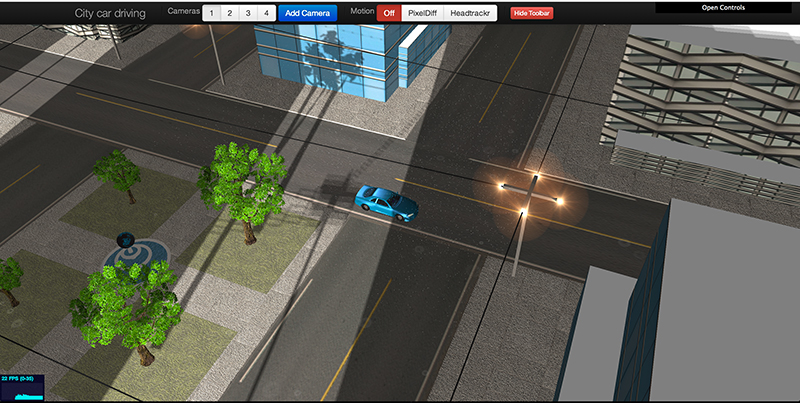 City car driving
Cameras 1 2 3 4 Add Camera
Motion Off PixelDiff Headtrackr
Hide Toolbar
Open Controls
22 FPS (0-35)